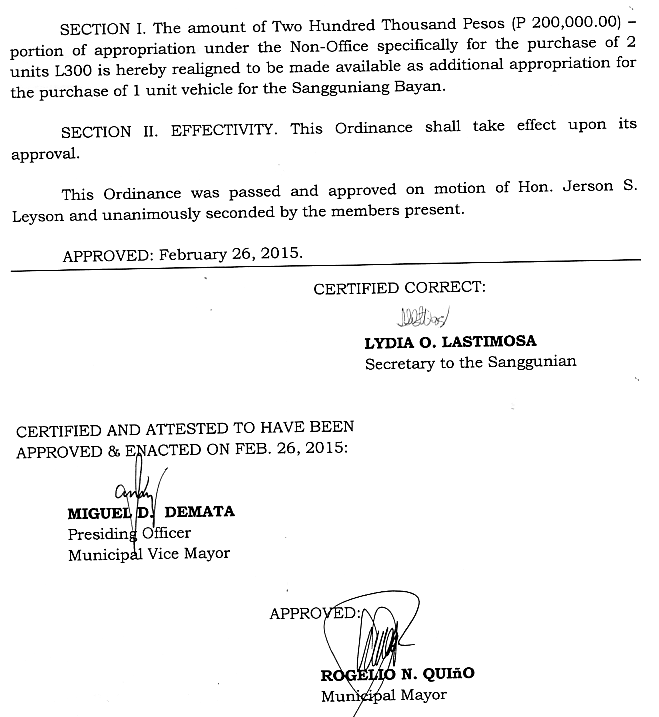 SECTION I. The amount of Two Hundred Thousand Pesos (P 200,000.00) –
portion of appropriation under the Non-Office specifically for the purchase of 2
units L300 is hereby realigned to be made available as additional appropriation for
the purchase of 1 unit vehicle for the Sangguniang Bayan.
SECTION II. EFFECTIVITY. This Ordinance shall take effect upon its
approval.
This Ordinance was passed and approved on motion of Hon. Jerson S.
Leyson and unanimously seconded by the members present.
APPROVED: February 26, 2015.
CERTIFIED CORRECT:
LYDIA O. LASTIMOSA
Secretary to the Sanggunian
CERTIFIED AND ATTESTED TO HAVE BEEN
APPROVED & ENACTED ON FEB. 26, 2015:
MIGUEL D. DEMATA
Presiding Officer
Municipal Vice Mayor
APPROVED:
ROGELIO N. QUIñO
Municipal Mayor